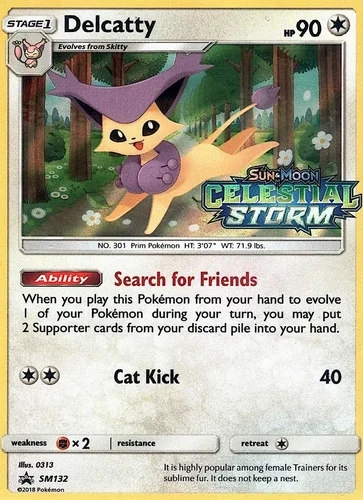 STAGE1
Delcatty
HP 90
Evolves from Skitty
SUN & MOON
CELESTIAL
STORM
NO. 301 Prim Pokémon HT: 3'07" WT: 71.9 lbs.
Ability Search for Friends
When you play this Pokémon from your hand to evolve
1 of your Pokémon during your turn, you may put
2 Supporter cards from your discard pile into your hand.
Cat Kick 40
weakness × 2 resistance retreat
Illus. 0313
SM132
©2018 Pokémon
It is highly popular among female Trainers for its
sublime fur. It does not keep a nest.